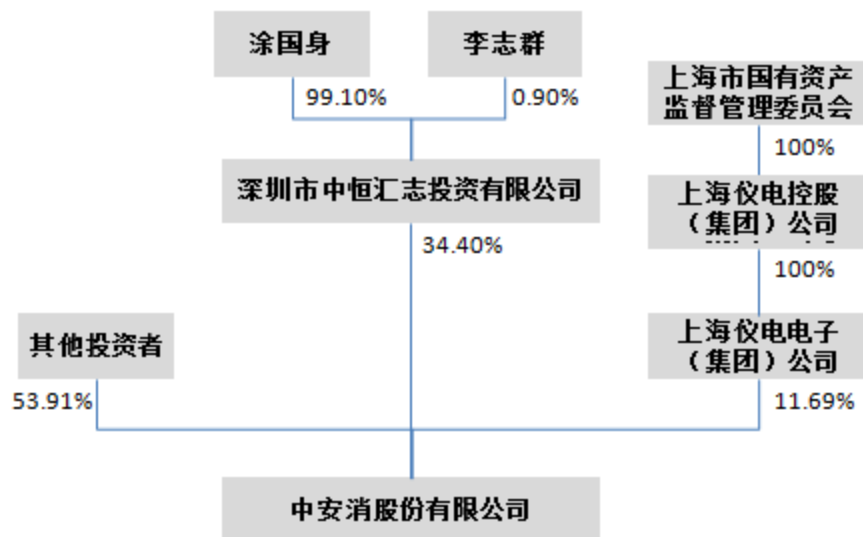 涂国身
李志群
上海市国有资产
监督管理委员会
99.10%
0.90%
100%
深圳市中恒汇志投资有限公司
上海仪电控股
（集团）公司
34.40%
100%
其他投资者
上海仪电电子
（集团）公司
53.91%
11.69%
中安消股份有限公司